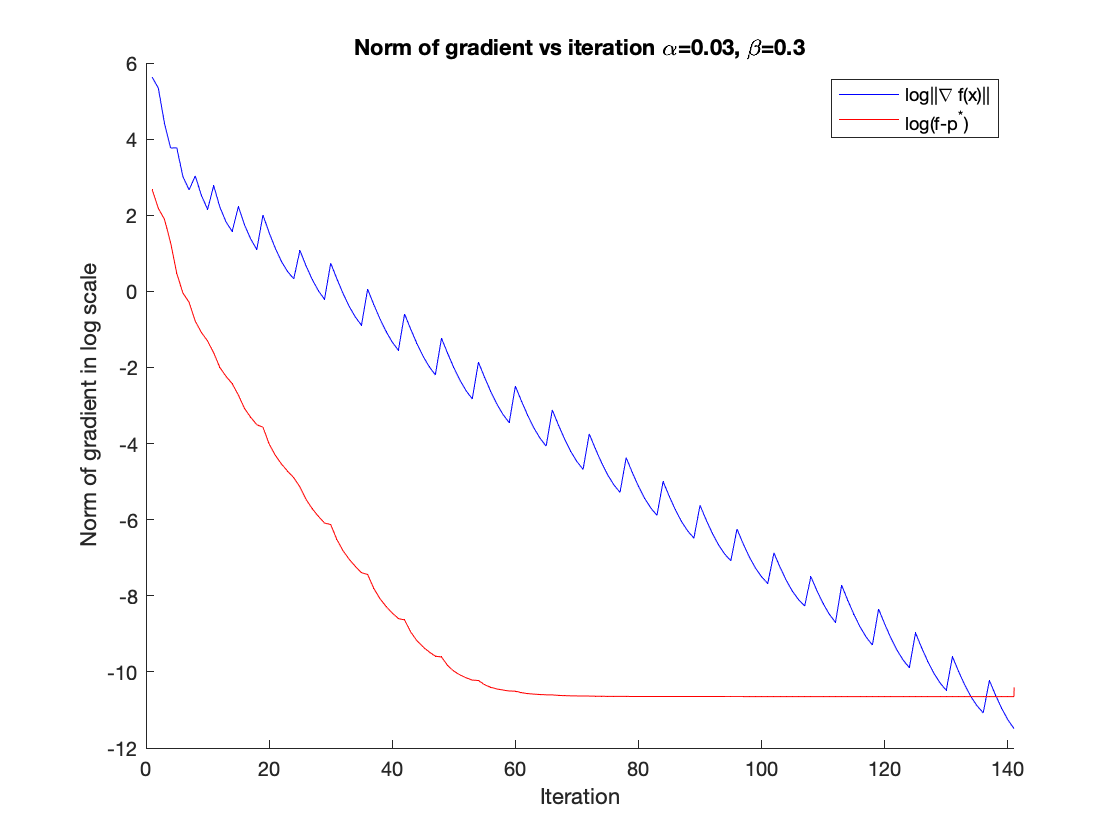 Norm of gradient vs iteration α=0.03, β=0.3
log||∇ f(x)||
log(f-p*)
Norm of gradient in log scale
6
4
2
0
-2
-4
-6
-8
-10
-12
0 20 40 60 80 100 120 140
Iteration